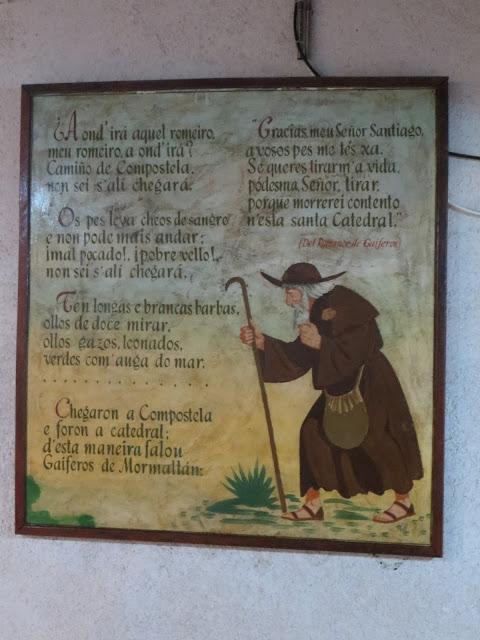 ¿A ond'irá aquel romeiro,
meu romeiro, a ond'irá?
Camiño de Compostela,
non sei s'alí chegará.
Os pes leva cheos de sangre
e non pode mais andar:
¡mal pocado!, ¡pobre vello!,
non sei s'alí chegará.
Ten longas e brancas barbas,
ollos de doce mirar,
ollos gazos, leonados,
verdes com'auga do mar.
. . . . . . . . . . . . . . . .
Chegaron a Compostela
e foron a catedral;
d'esta maneira falou
Gaiferos de Mormaltán:
"Gracias, meu Señor Santiago,
a vosos pes me tés xa.
Se queres tirarm'a vida,
pódesma, Señor, tirar,
porque morrerei contento
n'esta santa Catedral."
(Del Romance de Gaiferos)